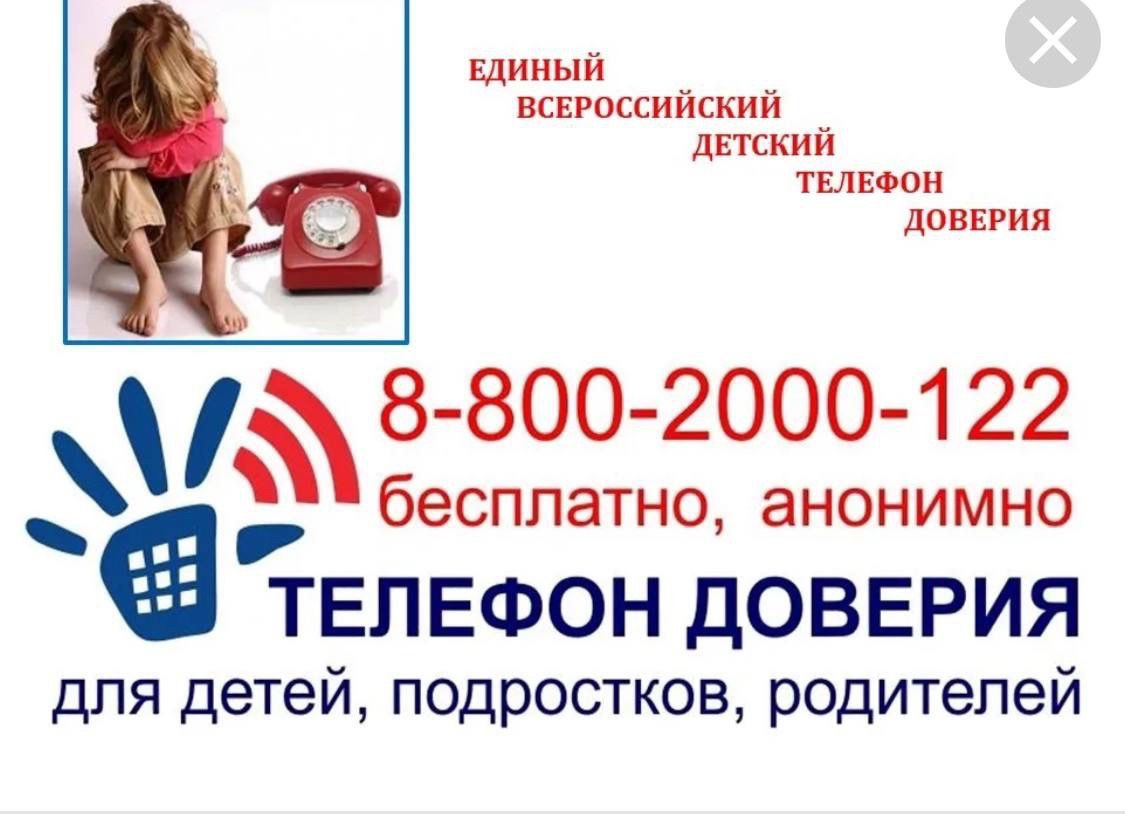 ЕДИНЫЙ
ВСЕРОССИЙСКИЙ
ДЕТСКИЙ
ТЕЛЕФОН
ДОВЕРИЯ
8-800-2000-122
бесплатно, анонимно
ТЕЛЕФОН ДОВЕРИЯ
для детей, подростков, родителей